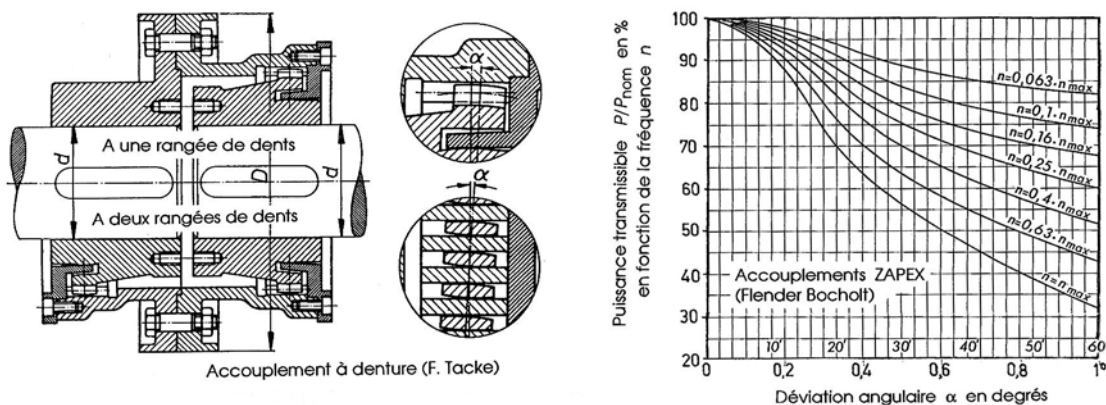 A une rangée de dents
A deux rangées de dents
d
D
d
α
α
Accouplement à denture (F. Tacke)
Puissance transmissible P/Pnom en %
en fonction de la fréquence n
100
90
80
75
70
60
50
40
35
30
20
n=0,063·nmax
n=0,1·nmax
n=0,16·nmax
n=0,25·nmax
n=0,4·nmax
n=0,63·nmax
n=nmax
Accouplements ZAPEX
(Flender Bocholt)
10' 20' 30' 40' 50' 60'
0 0,2 0,4 0,6 0,8 1°
Déviation angulaire α en degrés